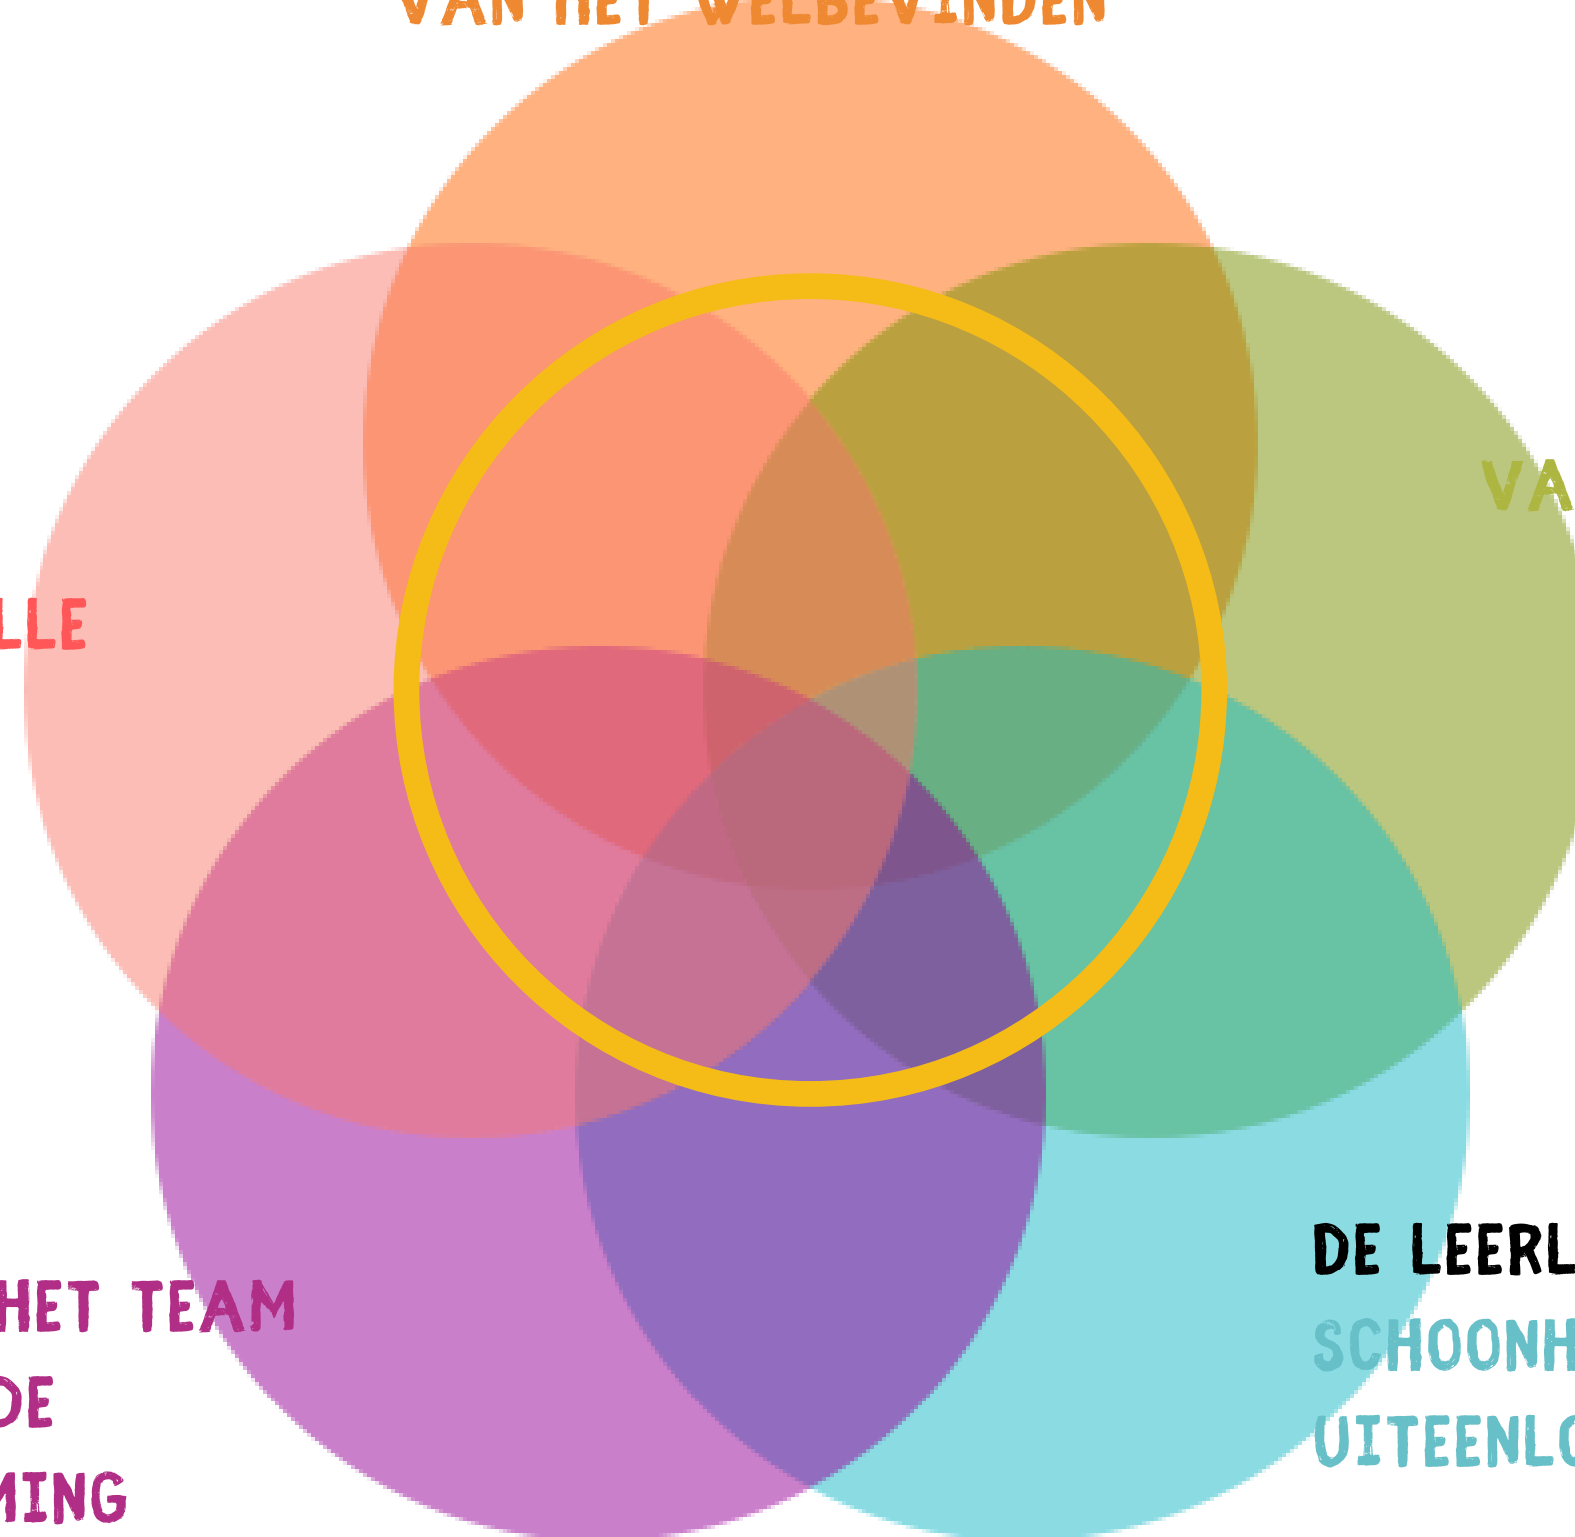 VAN HET WELBEVINDEN
VA
LLE
HET TEAM
DE
MING
DE LEERL
SCHOONH
UITEENLO